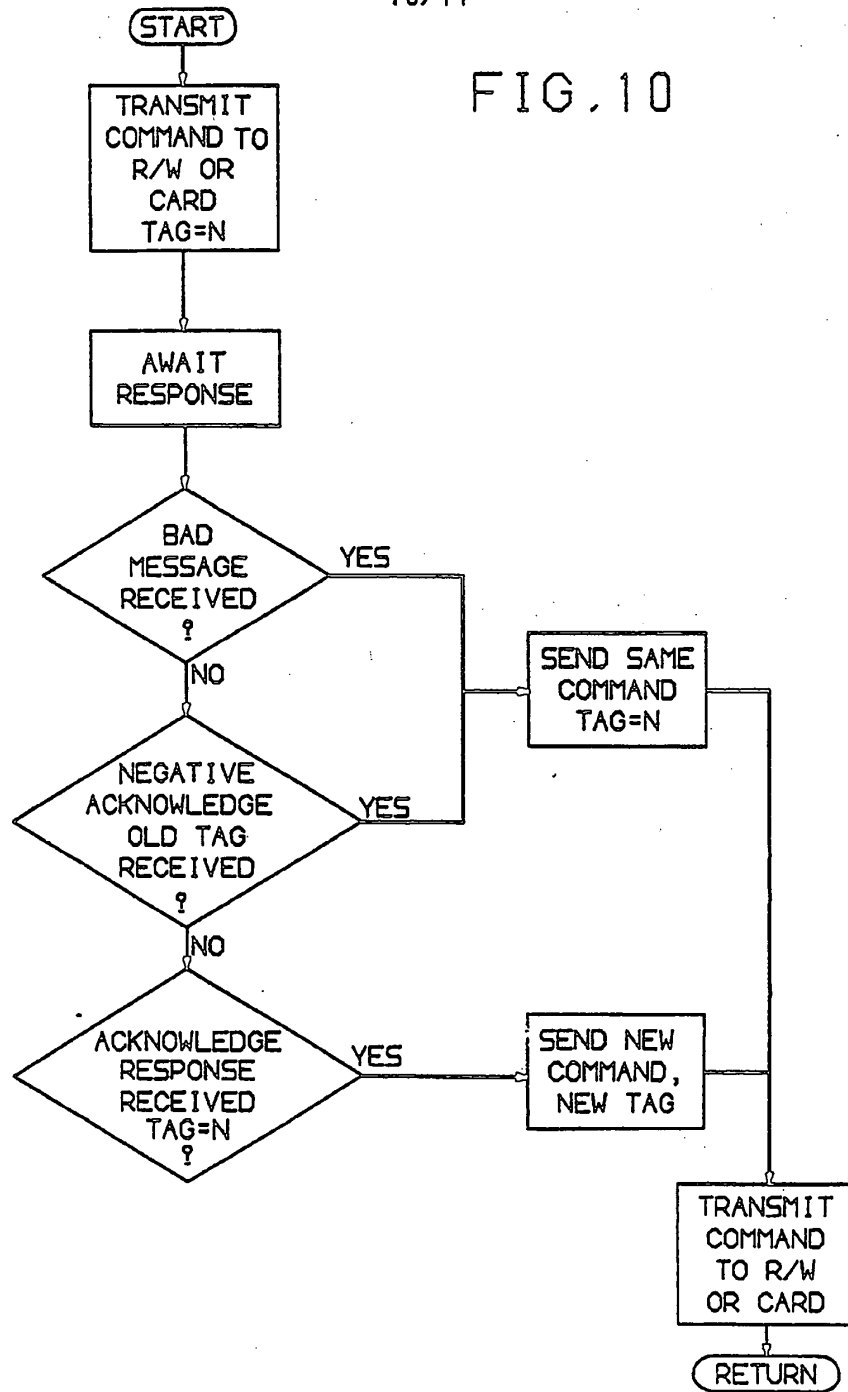 START
FIG.10
TRANSMIT
COMMAND TO
R/W OR
CARD
TAG=N
AWAIT
RESPONSE
BAD
MESSAGE
RECEIVED
?
YES
NO
SEND SAME
COMMAND
TAG=N
NEGATIVE
ACKNOWLEDGE
OLD TAG
RECEIVED
?
YES
NO
ACKNOWLEDGE
RESPONSE
RECEIVED
TAG=N
?
YES
SEND NEW
COMMAND,
NEW TAG
TRANSMIT
COMMAND
TO R/W
OR CARD
RETURN